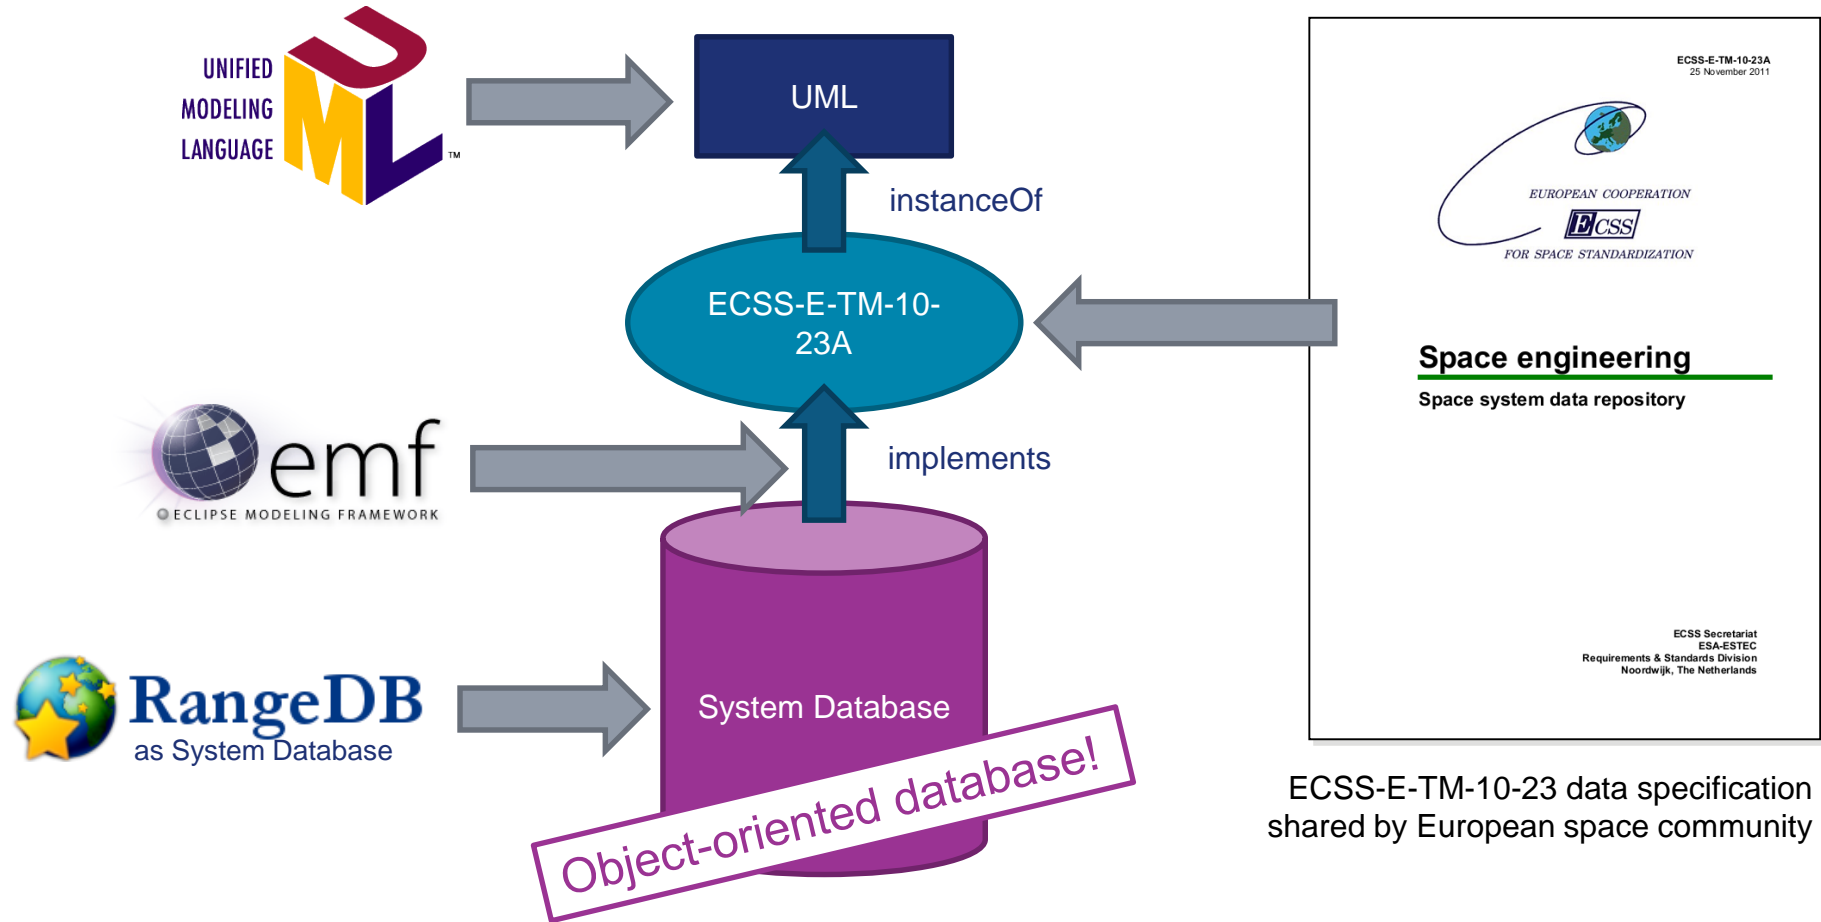 UNIFIED
MODELING
LANGUAGE
UML
™
UML
instanceOf
ECSS-E-TM-10-
23A
implements
emf
ECLIPSE MODELING FRAMEWORK
RangeDB
as System Database
System Database
Object-oriented database!
ECSS-E-TM-10-23A
25 November 2011
EUROPEAN COOPERATION
ECSS
FOR SPACE STANDARDIZATION
Space engineering
Space system data repository
ECSS Secretariat
ESA-ESTEC
Requirements & Standards Division
Noordwijk, The Netherlands
ECSS-E-TM-10-23 data specification
shared by European space community